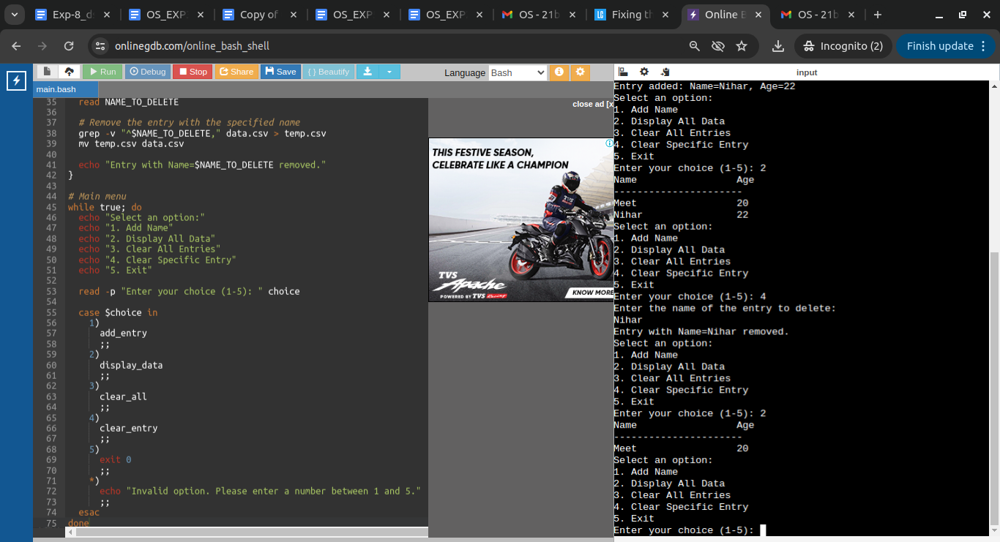 Exp-8_d
OS_EXP
Copy of
OS_EXP
OS_EXP
OS - 21b
Fixing th
Online B
OS - 21b
onlinegdb.com/online_bash_shell
Incognito (2)
Finish update
Run
Debug
Stop
Share
Save
{ } Beautify
Language
Bash
input
main.bash
35 read NAME_TO_DELETE
36
37 # Remove the entry with the specified name
38 grep -v "^$NAME_TO_DELETE," data.csv > temp.csv
39 mv temp.csv data.csv
40
41 echo "Entry with Name=$NAME_TO_DELETE removed."
42 }
43
44 # Main menu
45 while true; do
46 echo "Select an option:"
47 echo "1. Add Name"
48 echo "2. Display All Data"
49 echo "3. Clear All Entries"
50 echo "4. Clear Specific Entry"
51 echo "5. Exit"
52
53 read -p "Enter your choice (1-5): " choice
54
55 case $choice in
56 1)
57 add_entry
58 ;;
59 2)
60 display_data
61 ;;
62 3)
63 clear_all
64 ;;
65 4)
66 clear_entry
67 ;;
68 5)
69 exit 0
70 ;;
71 *)
72 echo "Invalid option. Please enter a number between 1 and 5."
73 ;;
74 esac
75 done
close ad [x
THIS FESTIVE SEASON,
CELEBRATE LIKE A CHAMPION
TVS
Apache
POWERED BY TVS Racing
KNOW MORE
Entry added: Name=Nihar, Age=22
Select an option:
1. Add Name
2. Display All Data
3. Clear All Entries
4. Clear Specific Entry
5. Exit
Enter your choice (1-5): 2
Name Age
----------------------
Meet 20
Nihar 22
Select an option:
1. Add Name
2. Display All Data
3. Clear All Entries
4. Clear Specific Entry
5. Exit
Enter your choice (1-5): 4
Enter the name of the entry to delete:
Nihar
Entry with Name=Nihar removed.
Select an option:
1. Add Name
2. Display All Data
3. Clear All Entries
4. Clear Specific Entry
5. Exit
Enter your choice (1-5): 2
Name Age
----------------------
Meet 20
Select an option:
1. Add Name
2. Display All Data
3. Clear All Entries
4. Clear Specific Entry
5. Exit
Enter your choice (1-5):